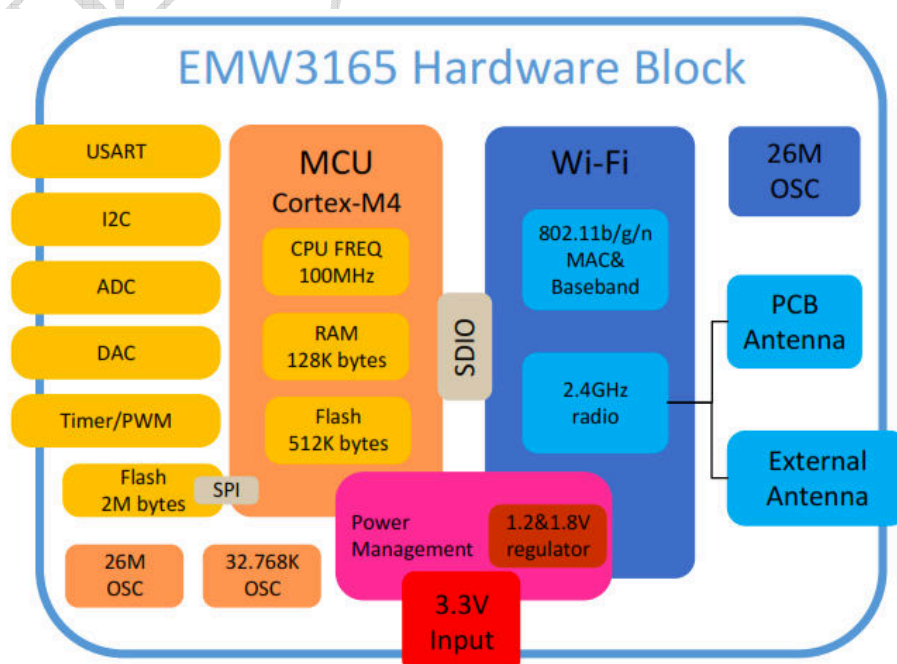 EMW3165 Hardware Block
USART
I2C
ADC
DAC
Timer/PWM
Flash
2M bytes
SPI
26M
OSC
32.768K
OSC
MCU
Cortex-M4
CPU FREQ
100MHz
RAM
128K bytes
Flash
512K bytes
SDIO
Wi-Fi
802.11b/g/n
MAC&
Baseband
2.4GHz
radio
26M
OSC
PCB
Antenna
External
Antenna
Power
Management
1.2&1.8V
regulator
3.3V
Input